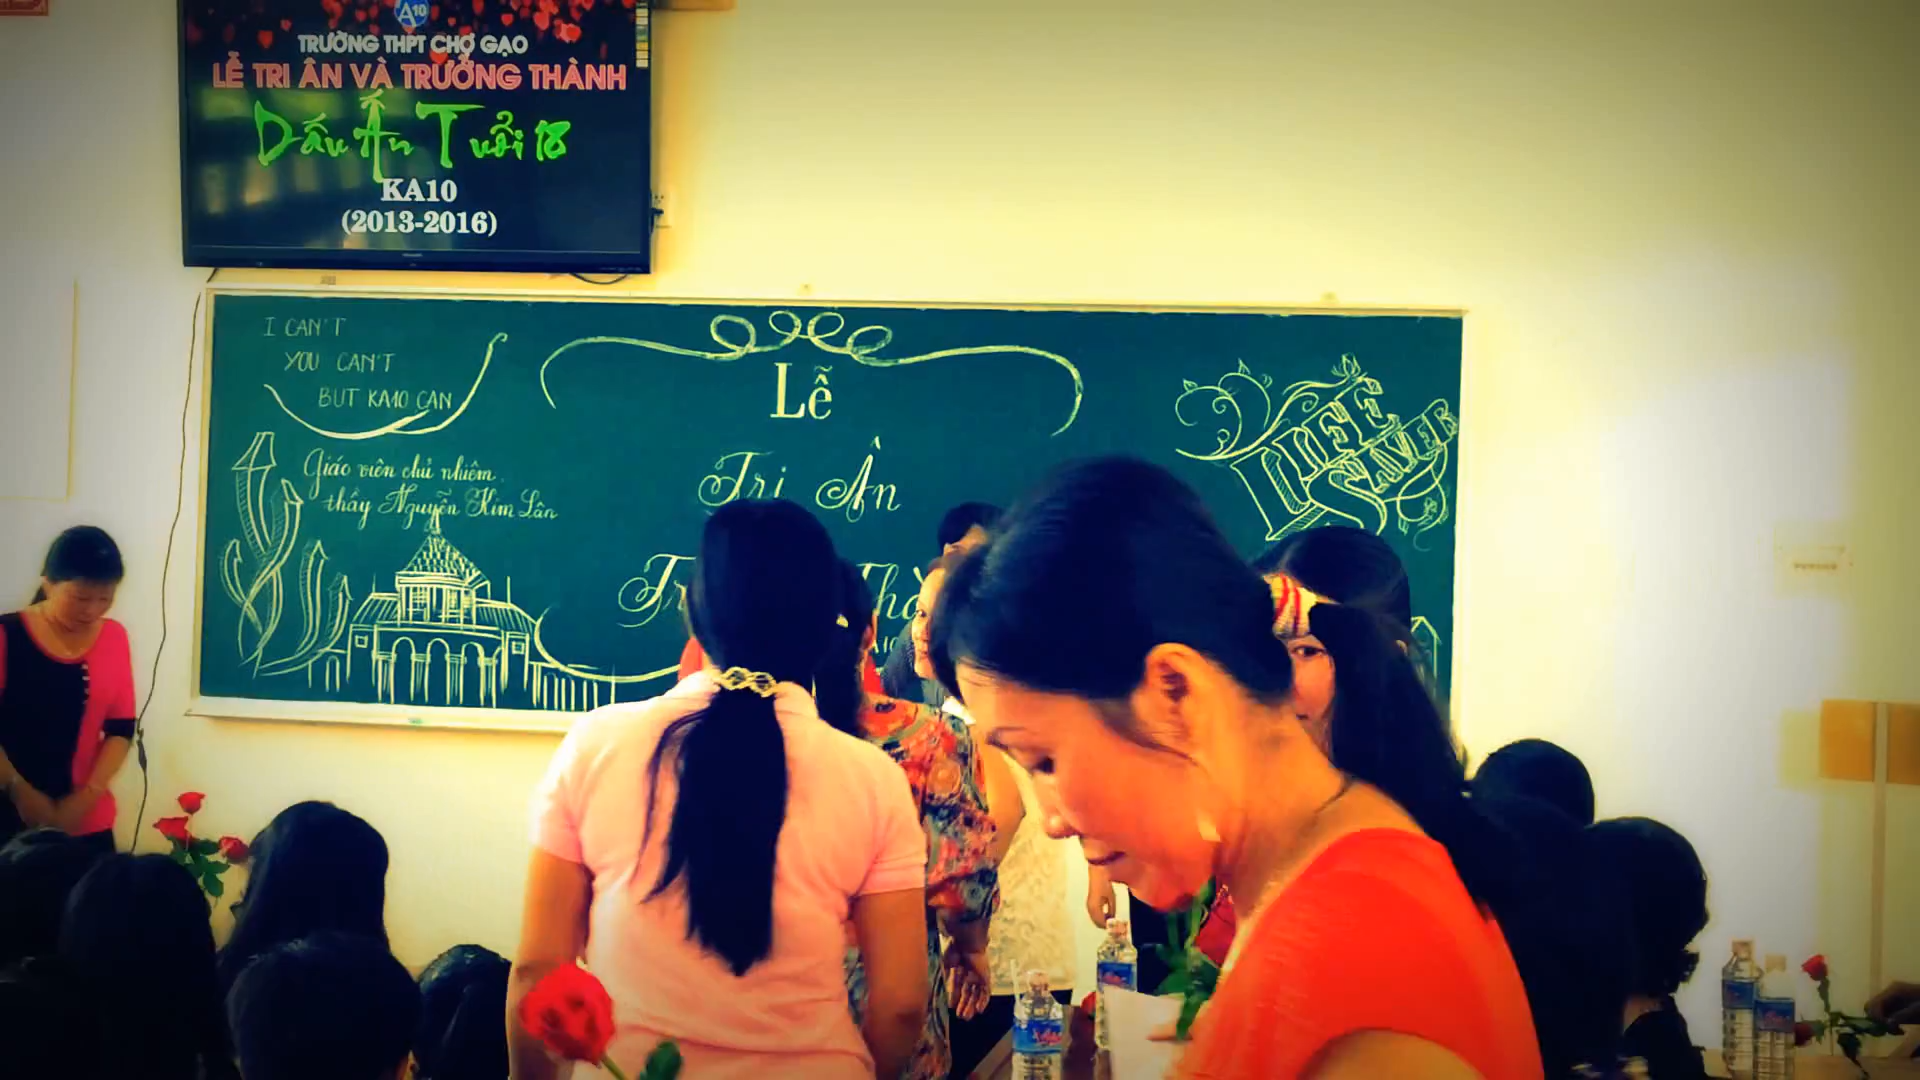 A10
TRƯỜNG THPT CHỢ GẠO
LỄ TRI ÂN VÀ TRƯỞNG THÀNH
Dấu Ấn Tuổi 18
KA10
(2013-2016)
I CAN'T
YOU CAN'T
BUT KA10 CAN
Giáo viên chủ nhiệm
thầy Nguyễn Kim Lân
Lễ
Tri Ân
LIFE
SAVER